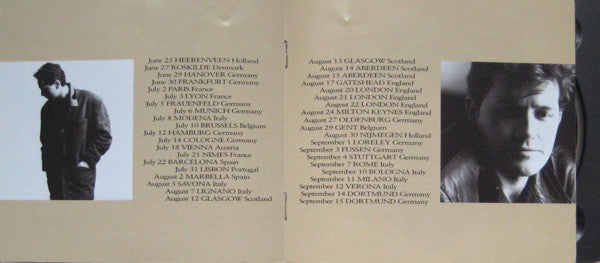 June 25 HEERENVEEN Holland
June 27 ROSKILDE Denmark
June 29 HANOVER Germany
June 30 FRANKFURT Germany
July 2 PARIS France
July 3 LYON France
July 5 FRAUENFELD Germany
July 6 MUNICH Germany
July 8 MODENA Italy
July 10 BRUSSELS Belgium
July 12 HAMBURG Germany
July 14 COLOGNE Germany
July 18 VIENNA Austria
July 21 NIMES France
July 22 BARCELONA Spain
July 31 LISBON Portugal
August 2 MARBELLA Spain
August 5 SAVONA Italy
August 7 LIGNANO Italy
August 12 GLASGOW Scotland
August 13 GLASGOW Scotland
August 14 ABERDEEN Scotland
August 15 ABERDEEN Scotland
August 17 GATESHEAD England
August 20 LONDON England
August 21 LONDON England
August 22 LONDON England
August 24 MILTON KEYNES England
August 27 OLDENBURG Germany
August 29 GENT Belgium
August 30 NIJMEGEN Holland
September 1 LORELEY Germany
September 3 FUSSEN Germany
September 4 STUTTGART Germany
September 7 ROME Italy
September 10 BOLOGNA Italy
September 11 MILANO Italy
September 12 VERONA Italy
September 14 DORTMUND Germany
September 15 DORTMUND Germany